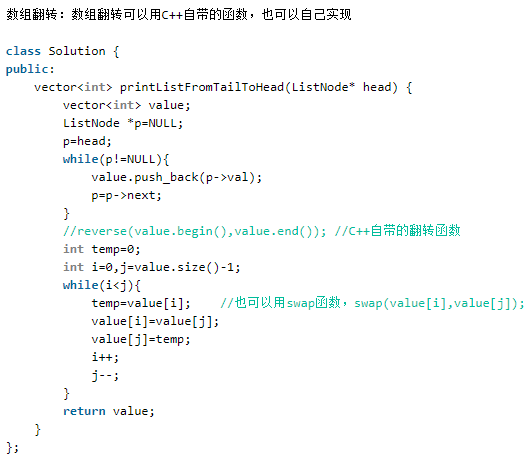 数组翻转：数组翻转可以用C++自带的函数，也可以自己实现
class Solution {
public:
    vector<int> printListFromTailToHead(ListNode* head) {
        vector<int> value;
        ListNode *p=NULL;
        p=head;
        while(p!=NULL){
            value.push_back(p->val);
            p=p->next;
        }
        //reverse(value.begin(),value.end()); //C++自带的翻转函数
        int temp=0;
        int i=0,j=value.size()-1;
        while(i<j){
            temp=value[i];    //也可以用swap函数，swap(value[i],value[j]);
            value[i]=value[j];
            value[j]=temp;
            i++;
            j--;
        }
        return value;
    }
};